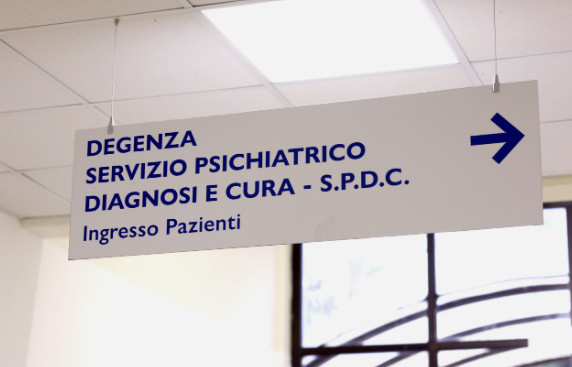 DEGENZA
SERVIZIO PSICHIATRICO
DIAGNOSI E CURA - S.P.D.C.
Ingresso Pazienti